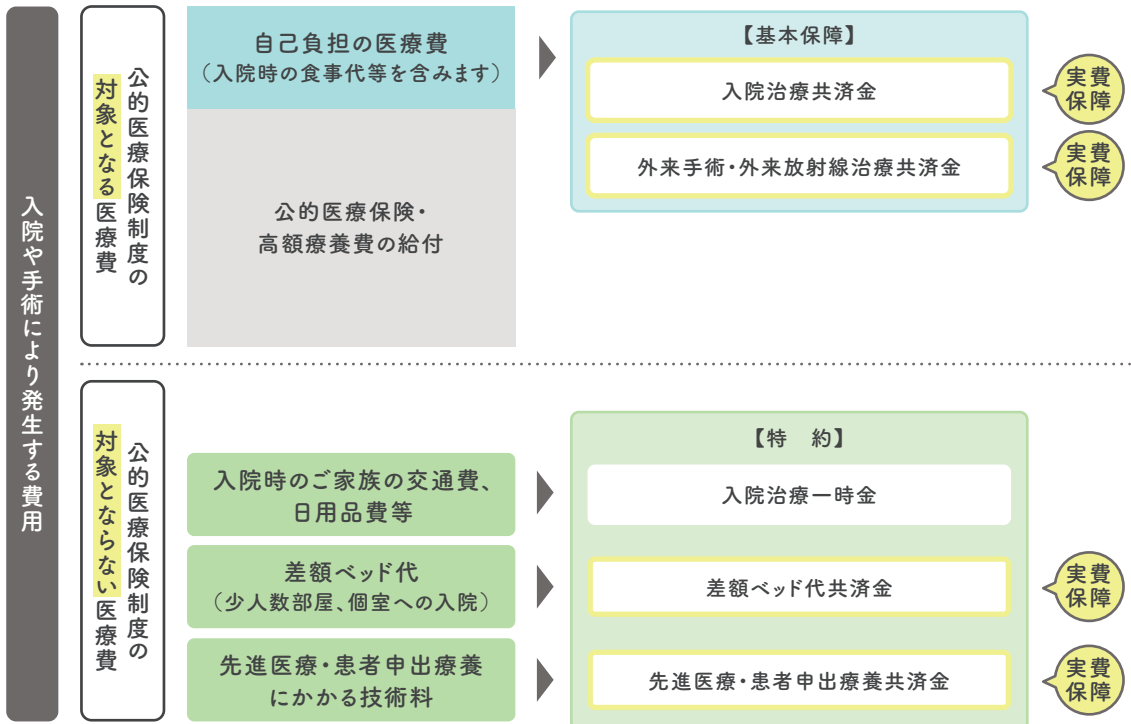 入院や手術により発生する費用
公的医療保険制度の
対象となる医療費
自己負担の医療費
（入院時の食事代等を含みます）
公的医療保険・
高額療養費の給付
【基本保障】
入院治療共済金
実費
保障
外来手術・外来放射線治療共済金
実費
保障
公的医療保険制度の
対象とならない医療費
入院時のご家族の交通費、
日用品費等
差額ベッド代
（少人数部屋、個室への入院）
先進医療・患者申出療養
にかかる技術料
【特　約】
入院治療一時金
差額ベッド代共済金
実費
保障
先進医療・患者申出療養共済金
実費
保障